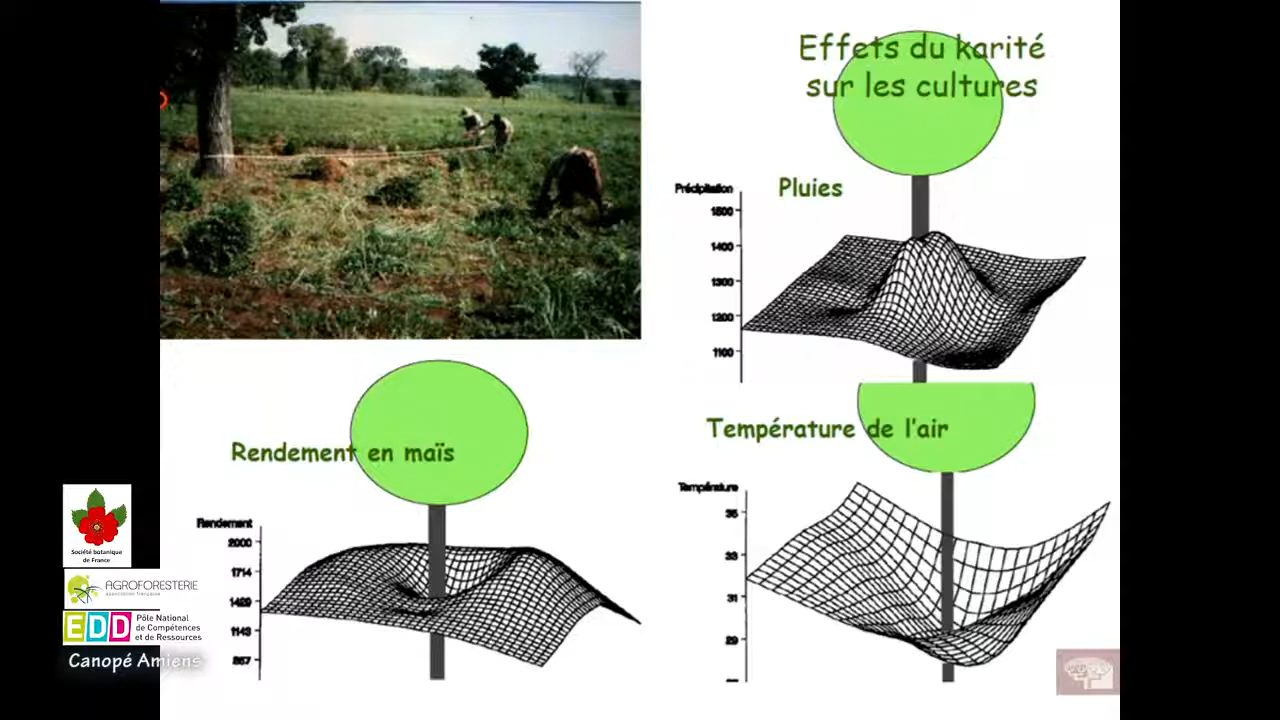 Effets du karité
sur les cultures
Pluies
Précipitation
1500
1400
1300
1200
1100
Rendement en maïs
Rendement
2000
1714
1429
1143
857
Température de l'air
Température
35
33
31
29
Société botanique
de France
AGROFORESTERIE
association française
EDD
Pôle National
de Compétences
et de Ressources
Canopé Amiens